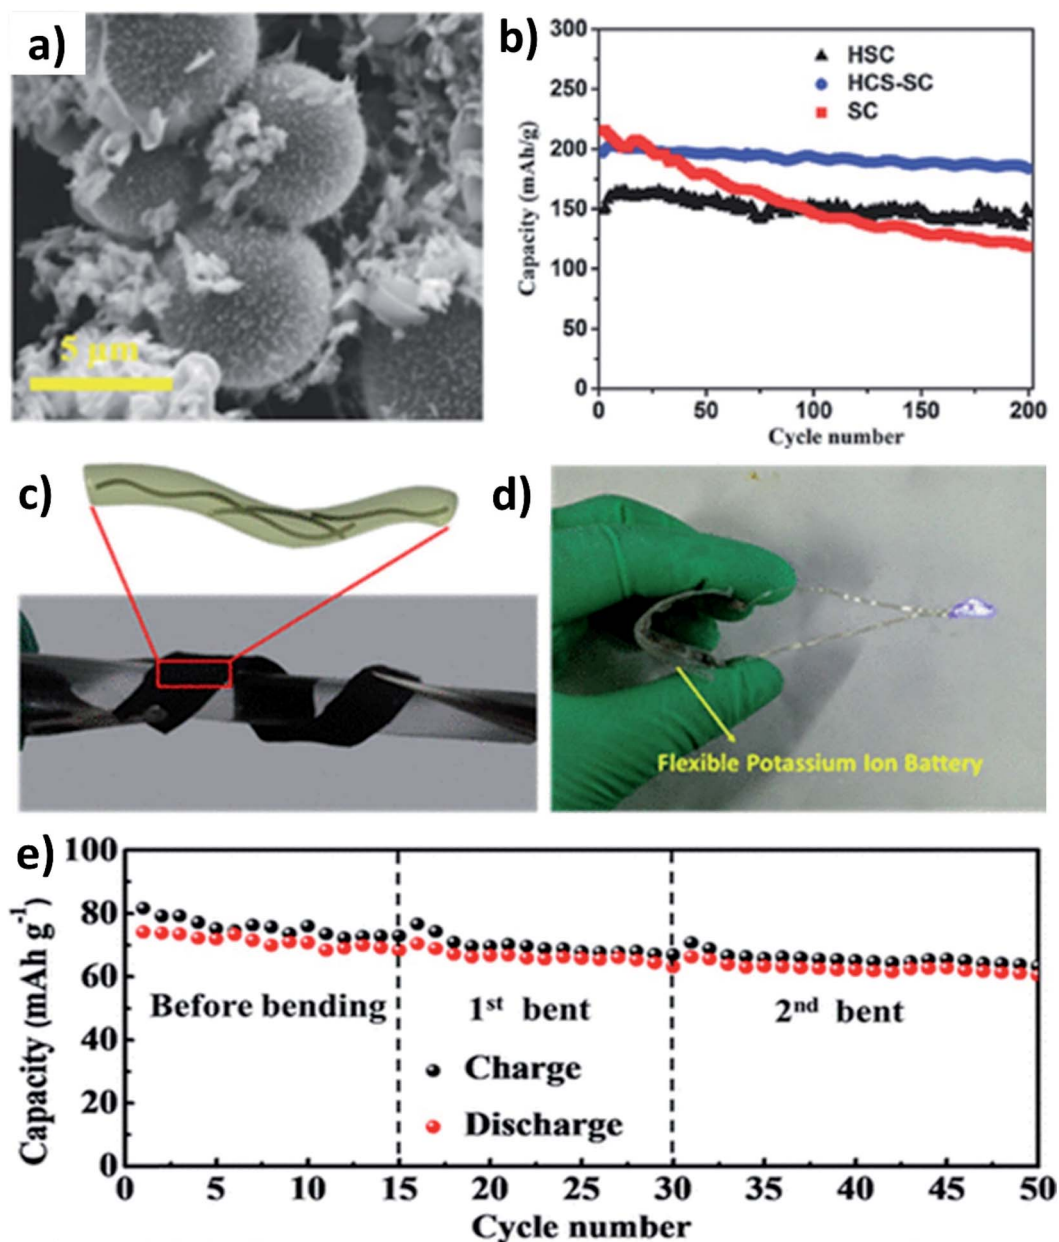 a)
5 μm
b)
300
250
200
150
100
50
0
Capacity (mAh/g)
HSC
HCS-SC
SC
0 50 100 150 200
Cycle number
c)
d)
Flexible Potassium Ion Battery
e)
100
80
60
40
20
0
Capacity (mAh g⁻¹)
Before bending
1ˢᵗ bent
2ⁿᵈ bent
Charge
Discharge
0 5 10 15 20 25 30 35 40 45 50
Cycle number